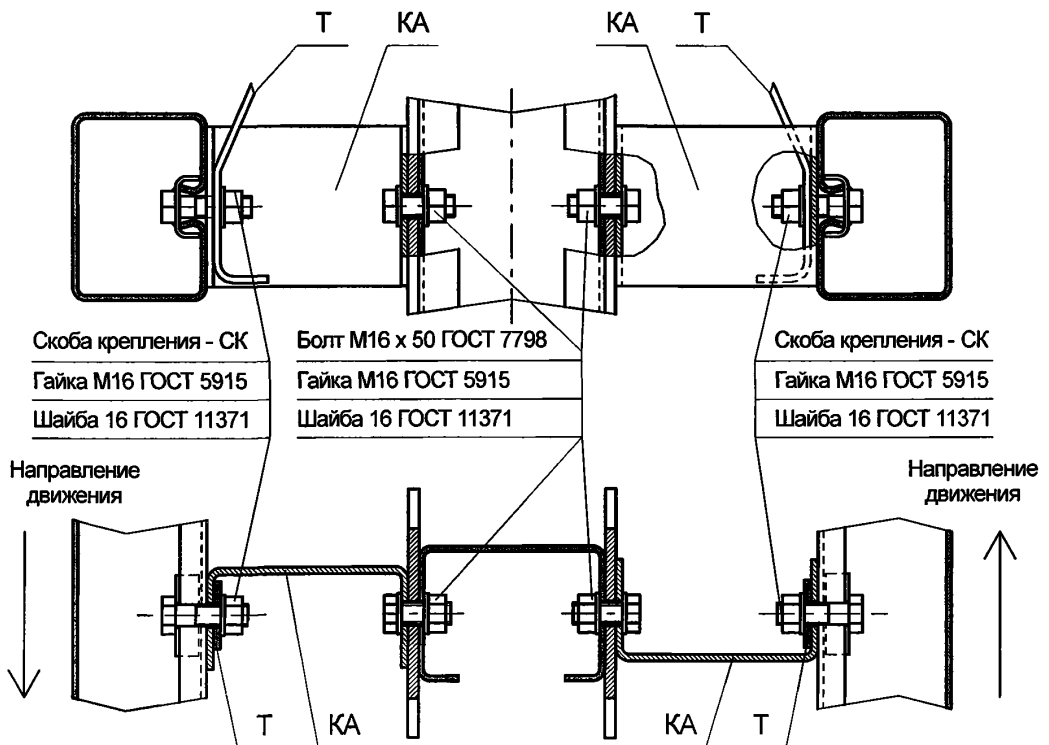 Т КА КА Т
Скоба крепления - СК
Гайка М16 ГОСТ 5915
Шайба 16 ГОСТ 11371
Болт М16 х 50 ГОСТ 7798
Гайка М16 ГОСТ 5915
Шайба 16 ГОСТ 11371
Скоба крепления - СК
Гайка М16 ГОСТ 5915
Шайба 16 ГОСТ 11371
Направление
движения
Направление
движения
Т КА КА Т